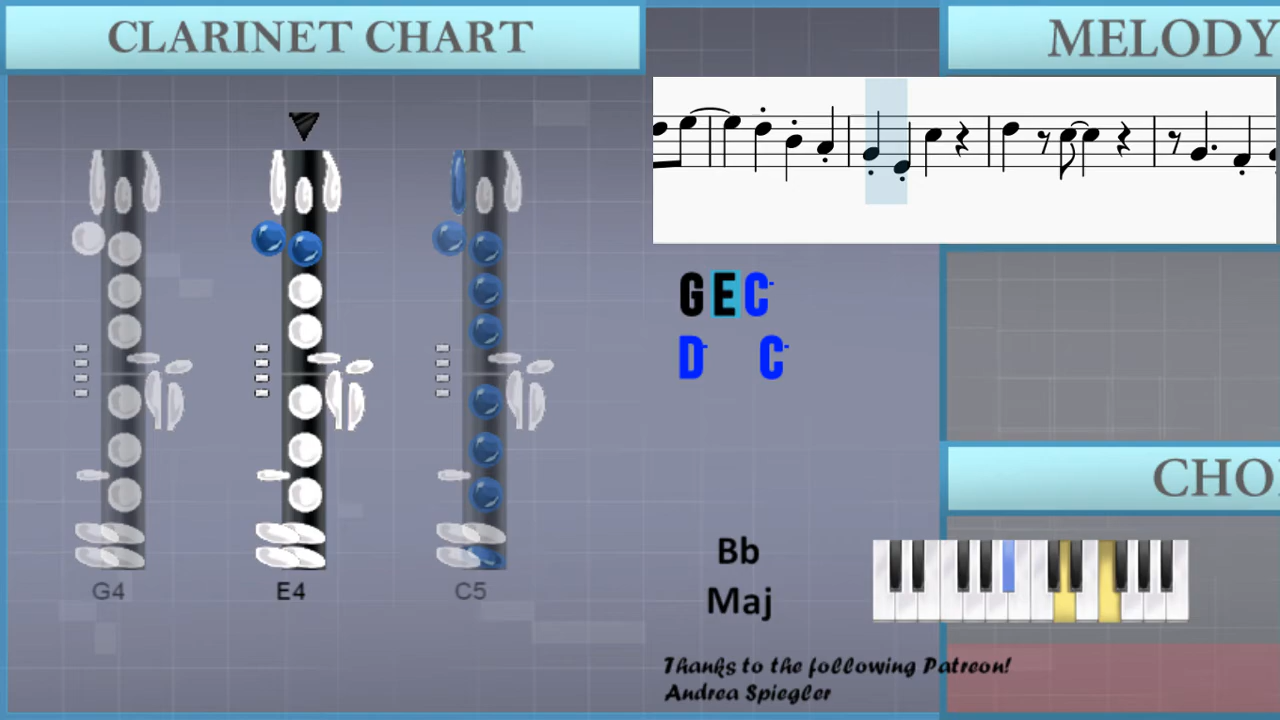 CLARINET CHART
MELODY
G E C
D C
G4
E4
C5
Bb
Maj
CHO
Thanks to the following Patreon!
Andrea Spiegler